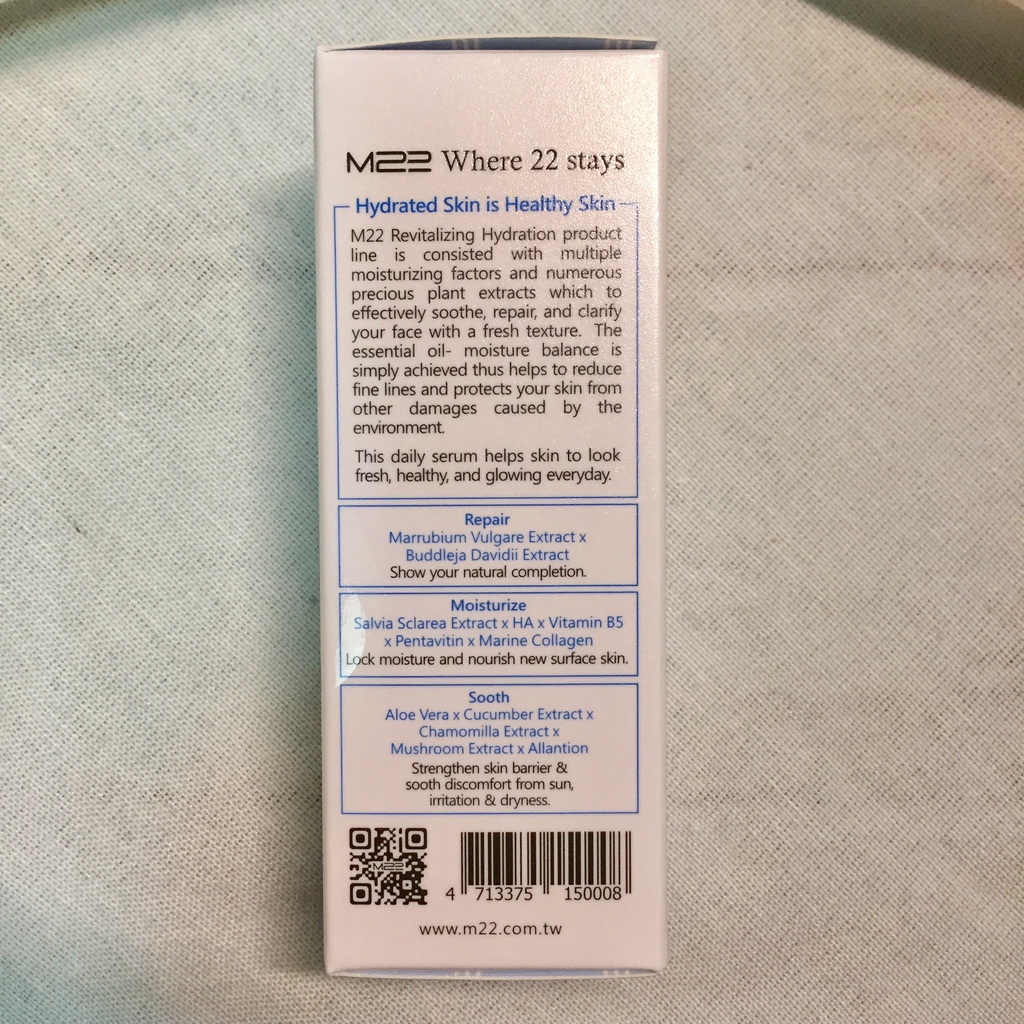 M22 Where 22 stays
Hydrated Skin is Healthy Skin
M22 Revitalizing Hydration product
line is consisted with multiple
moisturizing factors and numerous
precious plant extracts which to
effectively soothe, repair, and clarify
your face with a fresh texture. The
essential oil- moisture balance is
simply achieved thus helps to reduce
fine lines and protects your skin from
other damages caused by the
environment.
This daily serum helps skin to look
fresh, healthy, and glowing everyday.
Repair
Marrubium Vulgare Extract x
Buddleja Davidii Extract
Show your natural completion.
Moisturize
Salvia Sclarea Extract x HA x Vitamin B5
x Pentavitin x Marine Collagen
Lock moisture and nourish new surface skin.
Sooth
Aloe Vera x Cucumber Extract x
Chamomilla Extract x
Mushroom Extract x Allantion
Strengthen skin barrier &
sooth discomfort from sun,
irritation & dryness.
M22
4 713375 150008
www.m22.com.tw